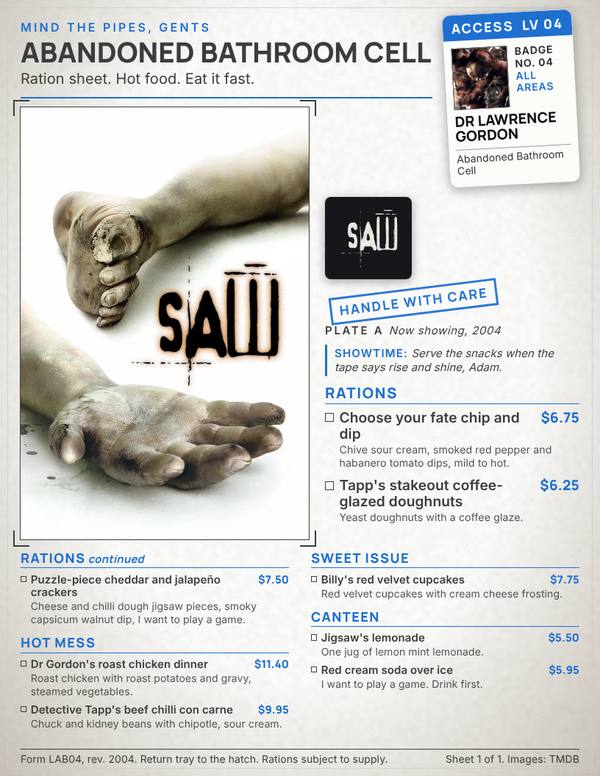 MIND THE PIPES, GENTS
ABANDONED BATHROOM CELL
Ration sheet. Hot food. Eat it fast.
ACCESS LV 04
BADGE
NO. 04
ALL
AREAS
DR LAWRENCE
GORDON
Abandoned Bathroom
Cell
SAW
SAW
HANDLE WITH CARE
PLATE A Now showing, 2004
SHOWTIME: Serve the snacks when the
tape says rise and shine, Adam.
RATIONS
Choose your fate chip and $6.75
dip
Chive sour cream, smoked red pepper and
habanero tomato dips, mild to hot.
Tapp's stakeout coffee- $6.25
glazed doughnuts
Yeast doughnuts with a coffee glaze.
RATIONS continued
Puzzle-piece cheddar and jalapeño $7.50
crackers
Cheese and chilli dough jigsaw pieces, smoky
capsicum walnut dip, I want to play a game.
HOT MESS
Dr Gordon's roast chicken dinner $11.40
Roast chicken with roast potatoes and gravy,
steamed vegetables.
Detective Tapp's beef chilli con carne $9.95
Chuck and kidney beans with chipotle, sour cream.
SWEET ISSUE
Billy's red velvet cupcakes $7.75
Red velvet cupcakes with cream cheese frosting.
CANTEEN
Jigsaw's lemonade $5.50
One jug of lemon mint lemonade.
Red cream soda over ice $5.95
I want to play a game. Drink first.
Form LAB04, rev. 2004. Return tray to the hatch. Rations subject to supply.
Sheet 1 of 1. Images: TMDB